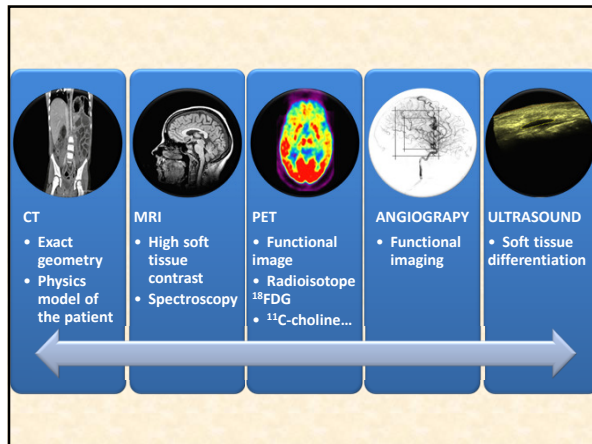 CT
• Exact
geometry
• Physics
model of
the patient
MRI
• High soft
tissue
contrast
• Spectroscopy
PET
• Functional
image
• Radioisotope
¹⁸FDG
• ¹¹C-choline…
ANGIOGRAPY
• Functional
imaging
ULTRASOUND
• Soft tissue
differentiation